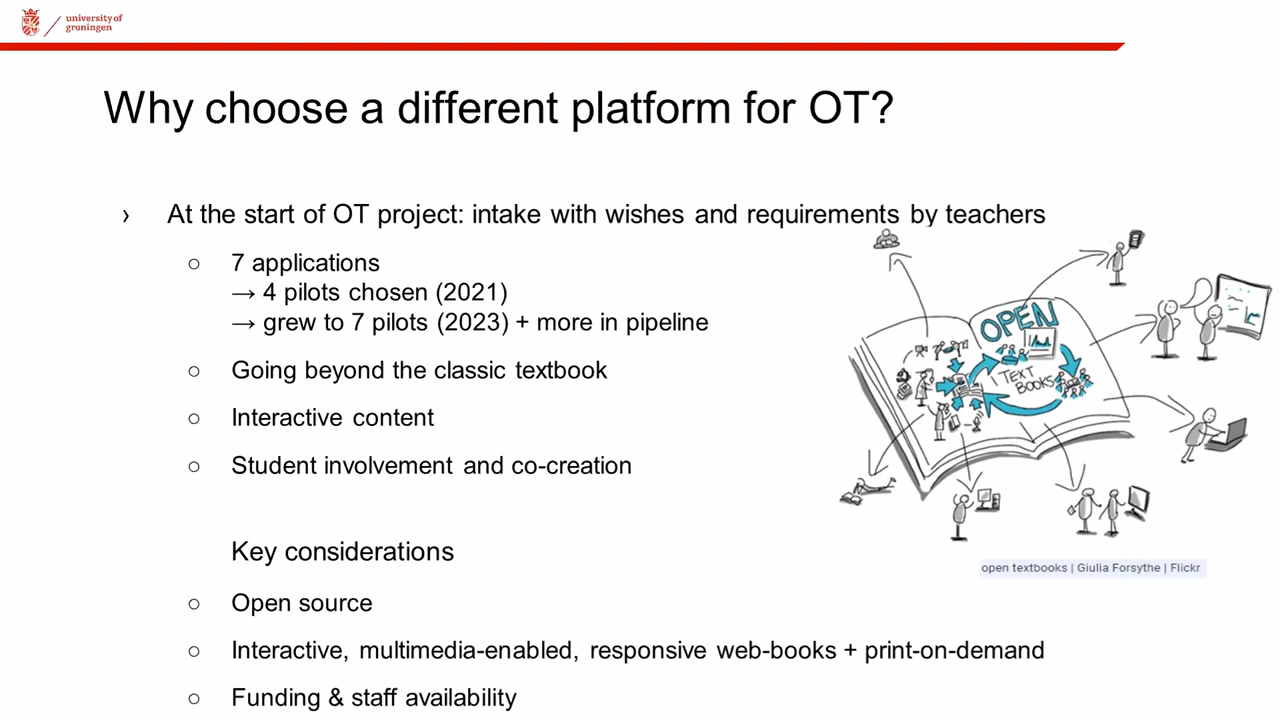 university of
groningen
Why choose a different platform for OT?
› At the start of OT project: intake with wishes and requirements by teachers
○ 7 applications
→ 4 pilots chosen (2021)
→ grew to 7 pilots (2023) + more in pipeline
○ Going beyond the classic textbook
○ Interactive content
○ Student involvement and co-creation
OPEN
TEXT
BOOKS
open textbooks | Giulia Forsythe | Flickr
Key considerations
○ Open source
○ Interactive, multimedia-enabled, responsive web-books + print-on-demand
○ Funding & staff availability